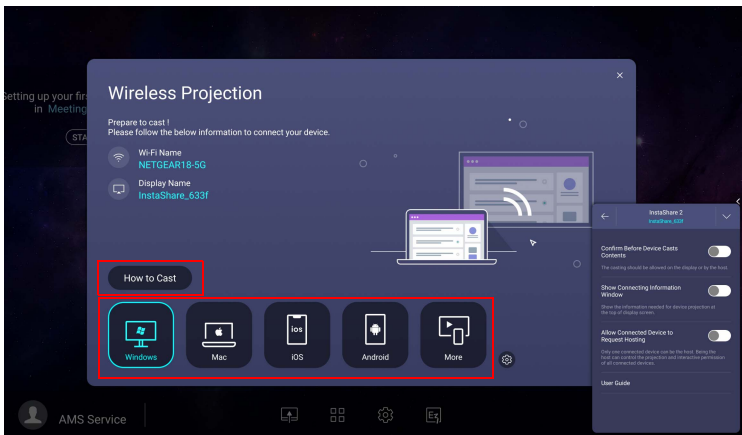 Setting up your firs
in Meeting
STA
Wireless Projection
Prepare to cast !
Please follow the below information to connect your device.
Wi-Fi Name
NETGEAR18-5G
Display Name
InstaShare_633f
How to Cast
Windows
Mac
ios
iOS
Android
More
InstaShare 2
InstaShare_633f
Confirm Before Device Casts
Contents
The casting should be allowed on the display or by the host.
Show Connecting Information
Window
Show the information needed for device projection at
the top of display screen.
Allow Connected Device to
Request Hosting
Only one connected device can be the host. Being the
host can control the projection and interactive permission
of all connected devices.
User Guide
AMS Service